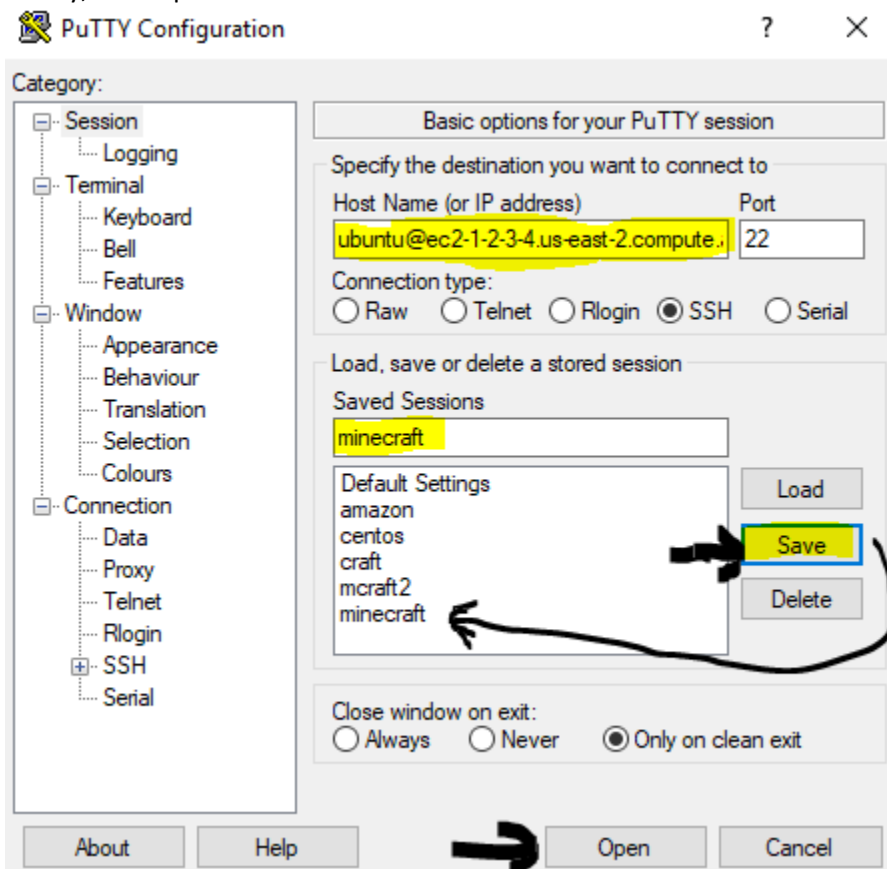 PuTTY Configuration
?
Category:
Session
Logging
Terminal
Keyboard
Bell
Features
Window
Appearance
Behaviour
Translation
Selection
Colours
Connection
Data
Proxy
Telnet
Rlogin
SSH
Serial
Basic options for your PuTTY session
Specify the destination you want to connect to
Host Name (or IP address) Port
ubuntu@ec2-1-2-3-4.us-east-2.compute. 22
Connection type:
Raw Telnet Rlogin SSH Serial
Load, save or delete a stored session
Saved Sessions
minecraft
Default Settings
amazon
centos
craft
mcraft2
minecraft
Load
Save
Delete
Close window on exit:
Always Never Only on clean exit
About Help Open Cancel